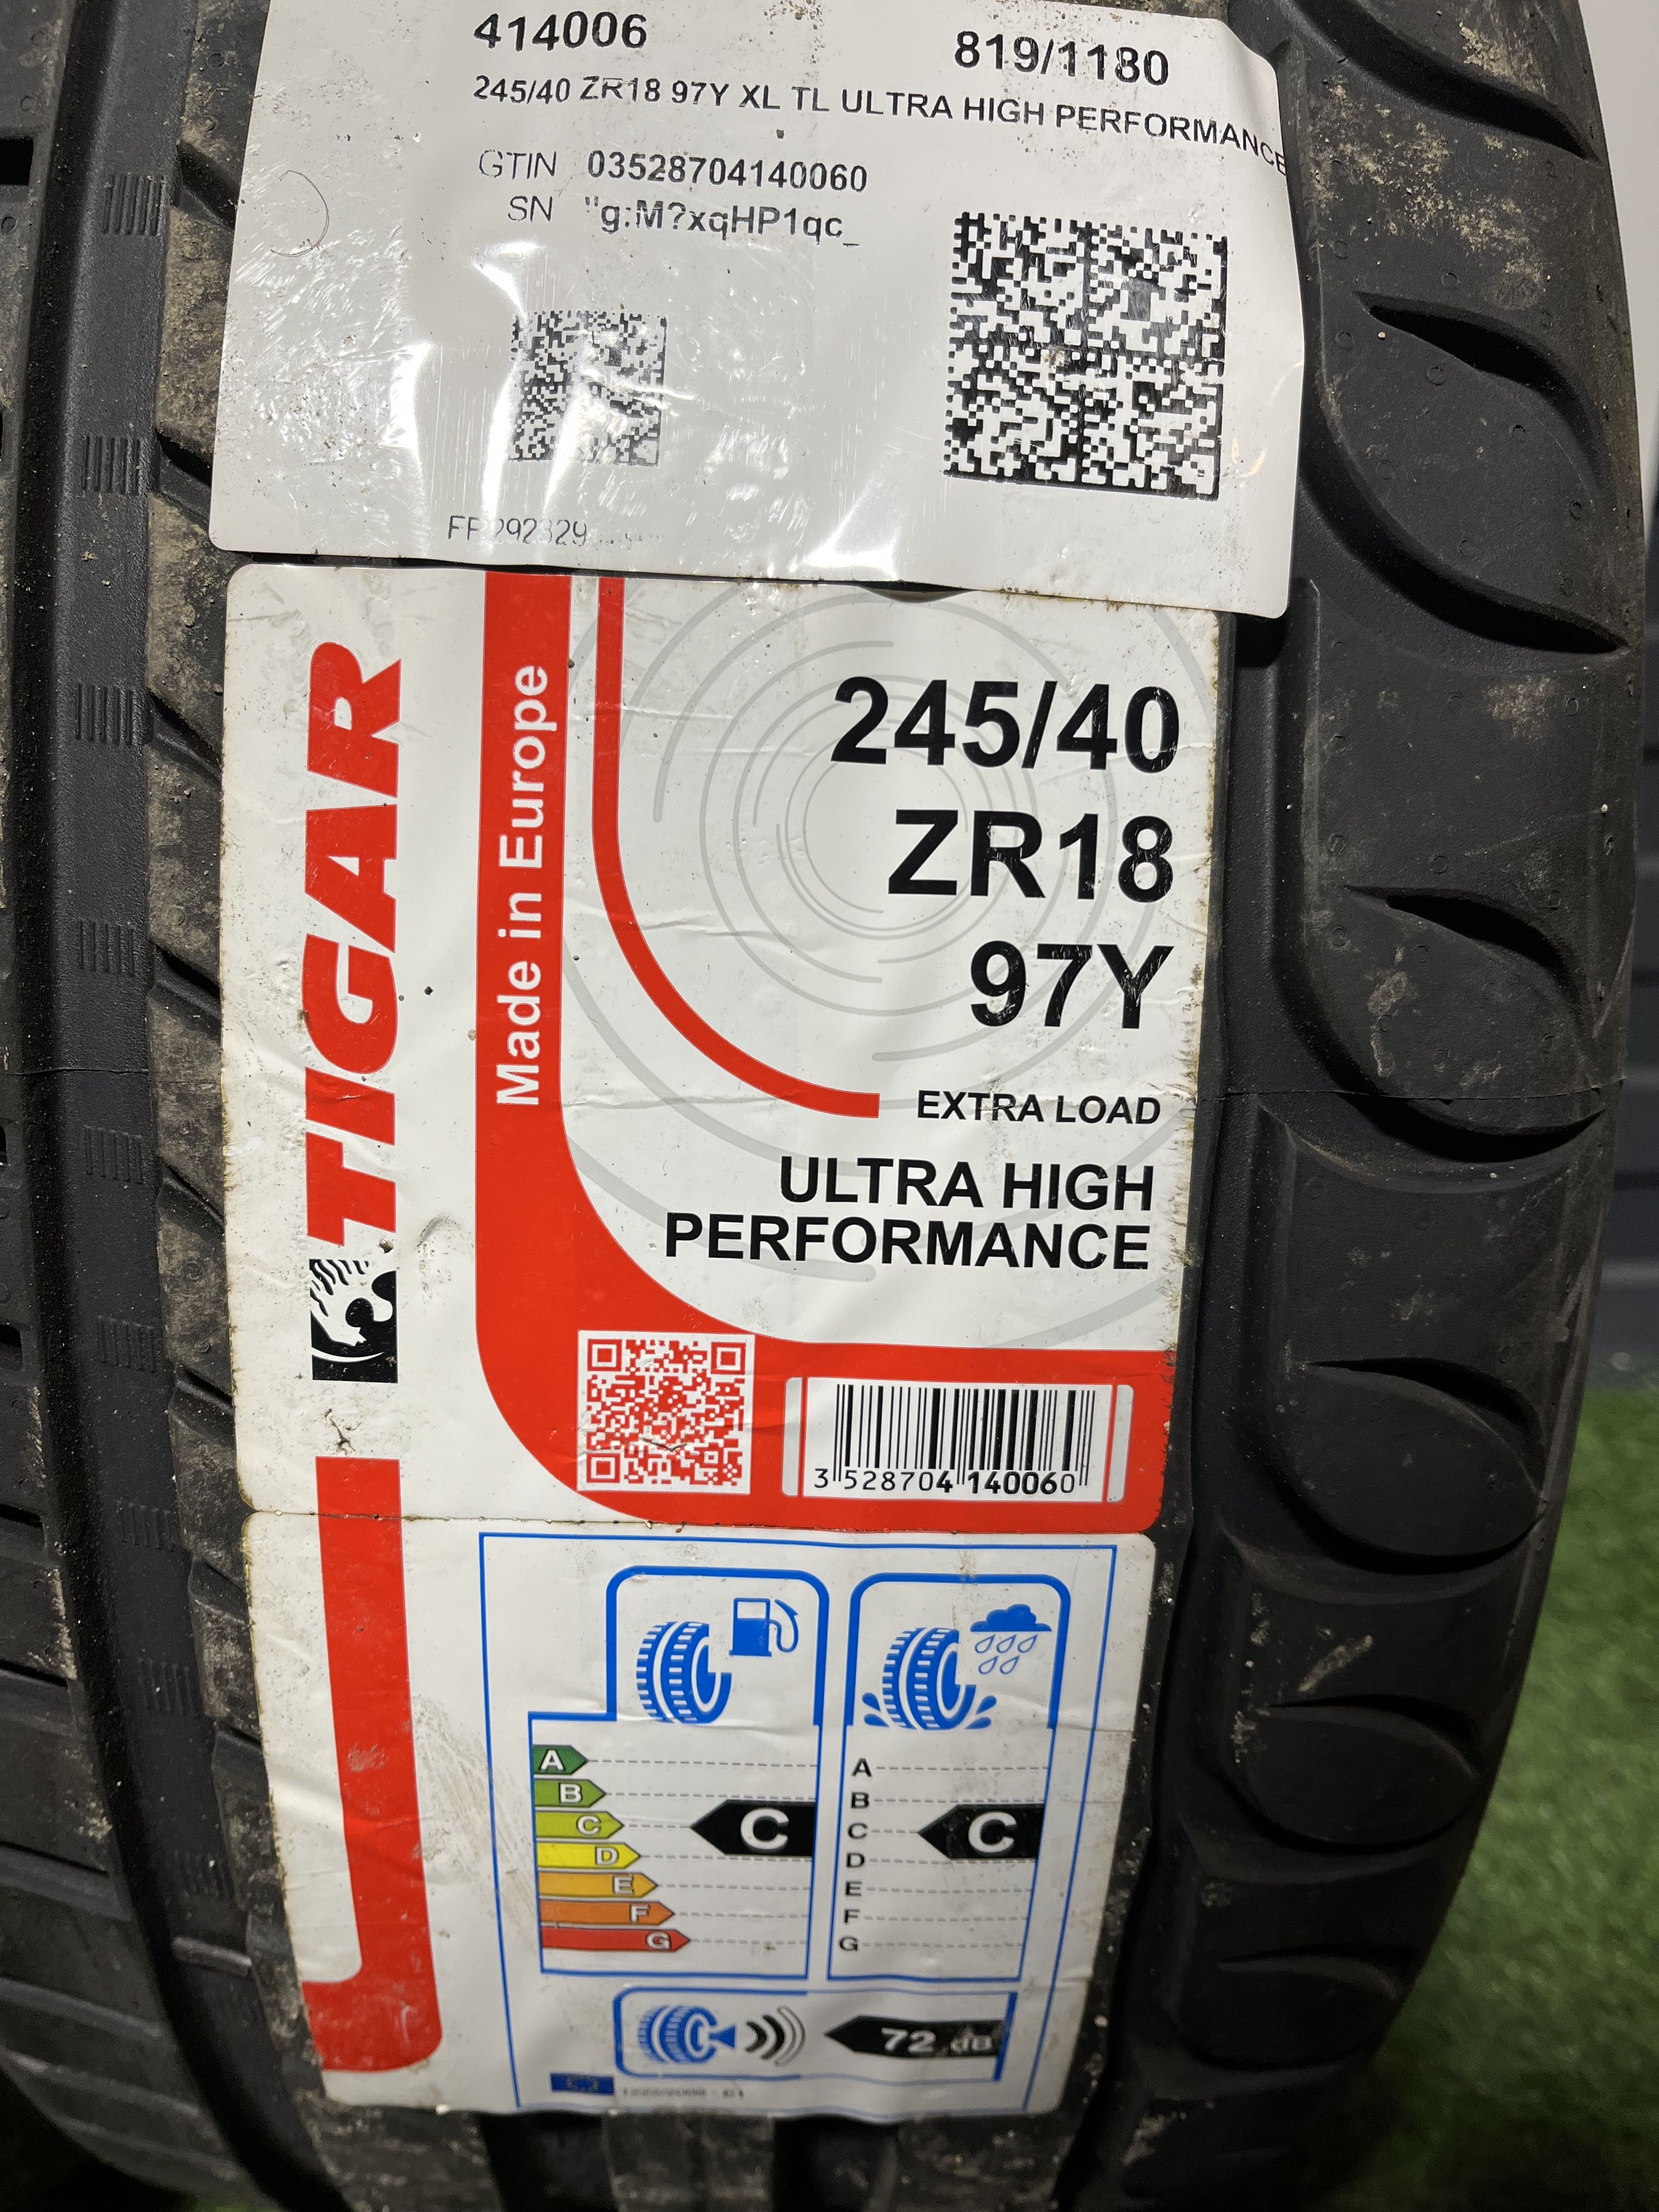 414006
819/1180
245/40 ZR18 97Y XL TL ULTRA HIGH PERFORMANCE
GTIN 03528704140060
SN "g:M?xqHP1qc_
TIGAR
Made in Europe
245/40
ZR18
97Y
EXTRA LOAD
ULTRA HIGH
PERFORMANCE
3 528704 140060
A
B
C
D
E
F
G
C
A
B
C
D
E
F
G
C
72 dB